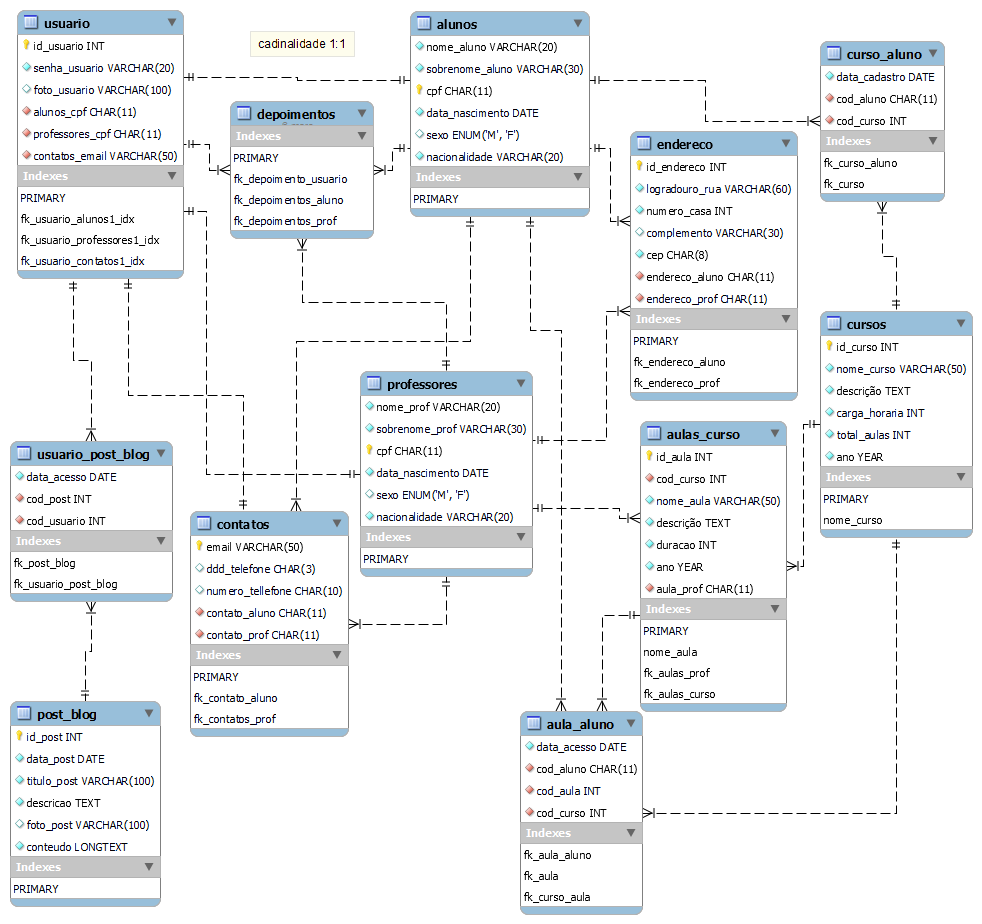 usuario
id_usuario INT
senha_usuario VARCHAR(20)
foto_usuario VARCHAR(100)
alunos_cpf CHAR(11)
professores_cpf CHAR(11)
contatos_email VARCHAR(50)
Indexes
PRIMARY
fk_usuario_alunos1_idx
fk_usuario_professores1_idx
fk_usuario_contatos1_idx
cadinalidade 1:1
depoimentos
Indexes
PRIMARY
fk_depoimento_usuario
fk_depoimentos_aluno
fk_depoimentos_prof
alunos
nome_aluno VARCHAR(20)
sobrenome_aluno VARCHAR(30)
cpf CHAR(11)
data_nascimento DATE
sexo ENUM('M', 'F')
nacionalidade VARCHAR(20)
Indexes
PRIMARY
curso_aluno
data_cadastro DATE
cod_aluno CHAR(11)
cod_curso INT
Indexes
fk_curso_aluno
fk_curso
endereco
id_endereco INT
logradouro_rua VARCHAR(60)
numero_casa INT
complemento VARCHAR(30)
cep CHAR(8)
endereco_aluno CHAR(11)
endereco_prof CHAR(11)
Indexes
PRIMARY
fk_endereco_aluno
fk_endereco_prof
cursos
id_curso INT
nome_curso VARCHAR(50)
descrição TEXT
carga_horaria INT
total_aulas INT
ano YEAR
Indexes
PRIMARY
nome_curso
professores
nome_prof VARCHAR(20)
sobrenome_prof VARCHAR(30)
cpf CHAR(11)
data_nascimento DATE
sexo ENUM('M', 'F')
nacionalidade VARCHAR(20)
Indexes
PRIMARY
aulas_curso
id_aula INT
cod_curso INT
nome_aula VARCHAR(50)
descrição TEXT
duracao INT
ano YEAR
aula_prof CHAR(11)
Indexes
PRIMARY
nome_aula
fk_aulas_prof
fk_aulas_curso
usuario_post_blog
data_acesso DATE
cod_post INT
cod_usuario INT
Indexes
fk_post_blog
fk_usuario_post_blog
contatos
email VARCHAR(50)
ddd_telefone CHAR(3)
numero_tellefone CHAR(10)
contato_aluno CHAR(11)
contato_prof CHAR(11)
Indexes
PRIMARY
fk_contato_aluno
fk_contatos_prof
post_blog
id_post INT
data_post DATE
titulo_post VARCHAR(100)
descricao TEXT
foto_post VARCHAR(100)
conteudo LONGTEXT
Indexes
PRIMARY
aula_aluno
data_acesso DATE
cod_aluno CHAR(11)
cod_aula INT
cod_curso INT
Indexes
fk_aula_aluno
fk_aula
fk_curso_aula